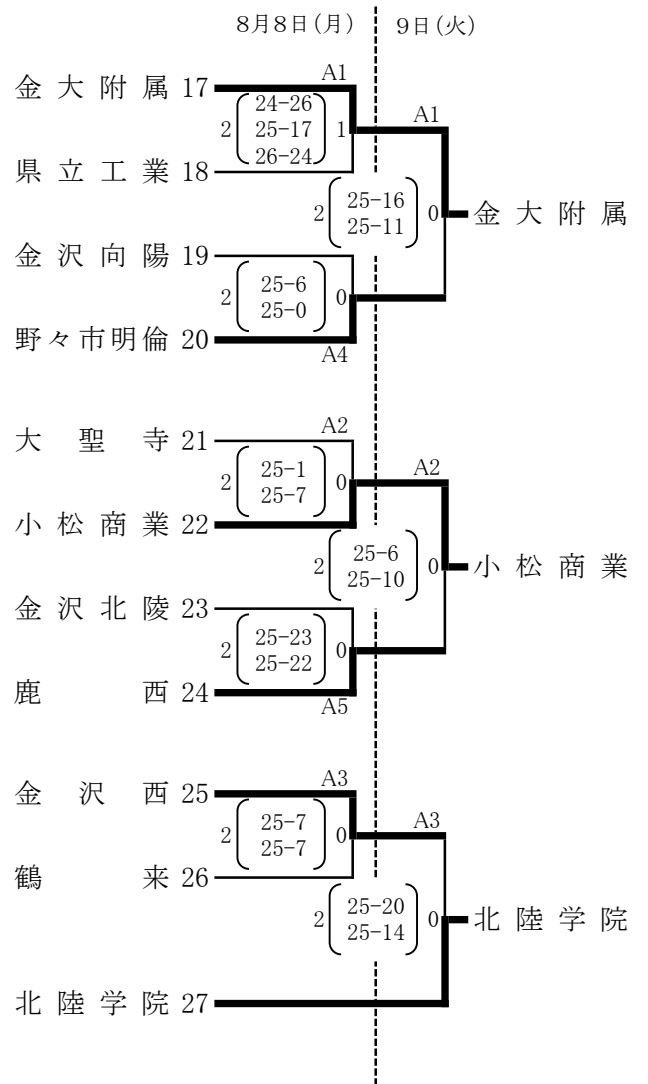 8月8日(月) 9日(火)
金大附属 17 A1
2 24-26 1 A1
25-17
26-24
県立工業 18
2 25-16 0 金大附属
25-11
金沢向陽 19
2 25-6 0
25-0
野々市明倫 20 A4
大聖寺 21 A2
2 25-1 0 A2
25-7
小松商業 22
2 25-6 0 小松商業
25-10
金沢北陵 23
2 25-23 0
25-22
鹿西 24 A5
金沢西 25 A3
2 25-7 0 A3
25-7
鶴来 26
2 25-20 0 北陸学院
25-14
北陸学院 27